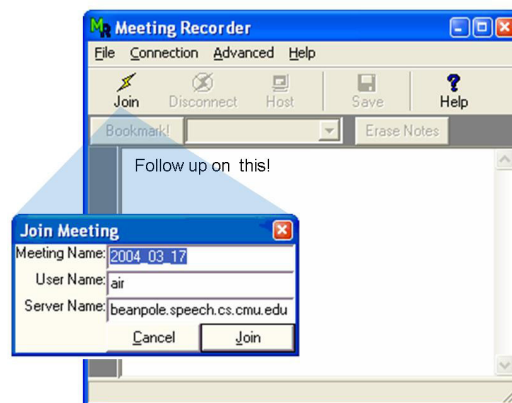 MR Meeting Recorder
File Connection Advanced Help
Join Disconnect Host Save Help
Bookmark! Erase Notes
Follow up on this!
Join Meeting
Meeting Name: 2004_03_17
User Name: air
Server Name: beanpole.speech.cs.cmu.edu
Cancel Join